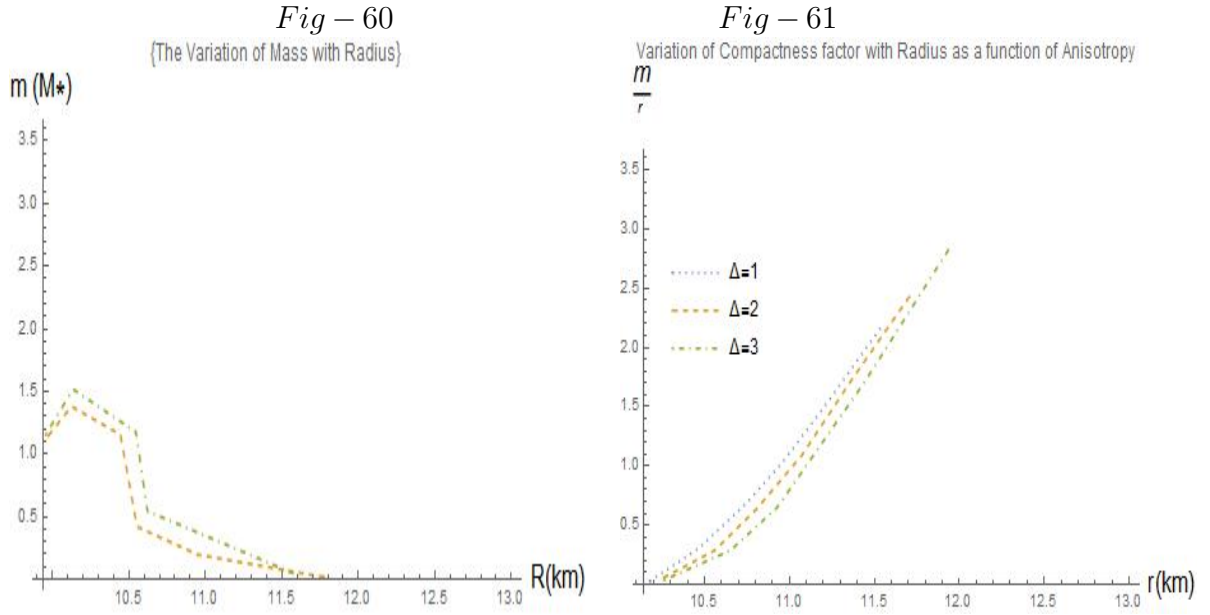 Fig − 60
{The Variation of Mass with Radius}
m (M*)
3.5
3.0
2.5
2.0
1.5
1.0
0.5
10.5 11.0 11.5 12.0 12.5 13.0
R(km)
Fig − 61
Variation of Compactness factor with Radius as a function of Anisotropy
m
r
3.5
3.0
2.5
2.0
1.5
1.0
0.5
Δ=1
Δ=2
Δ=3
10.5 11.0 11.5 12.0 12.5 13.0
r(km)